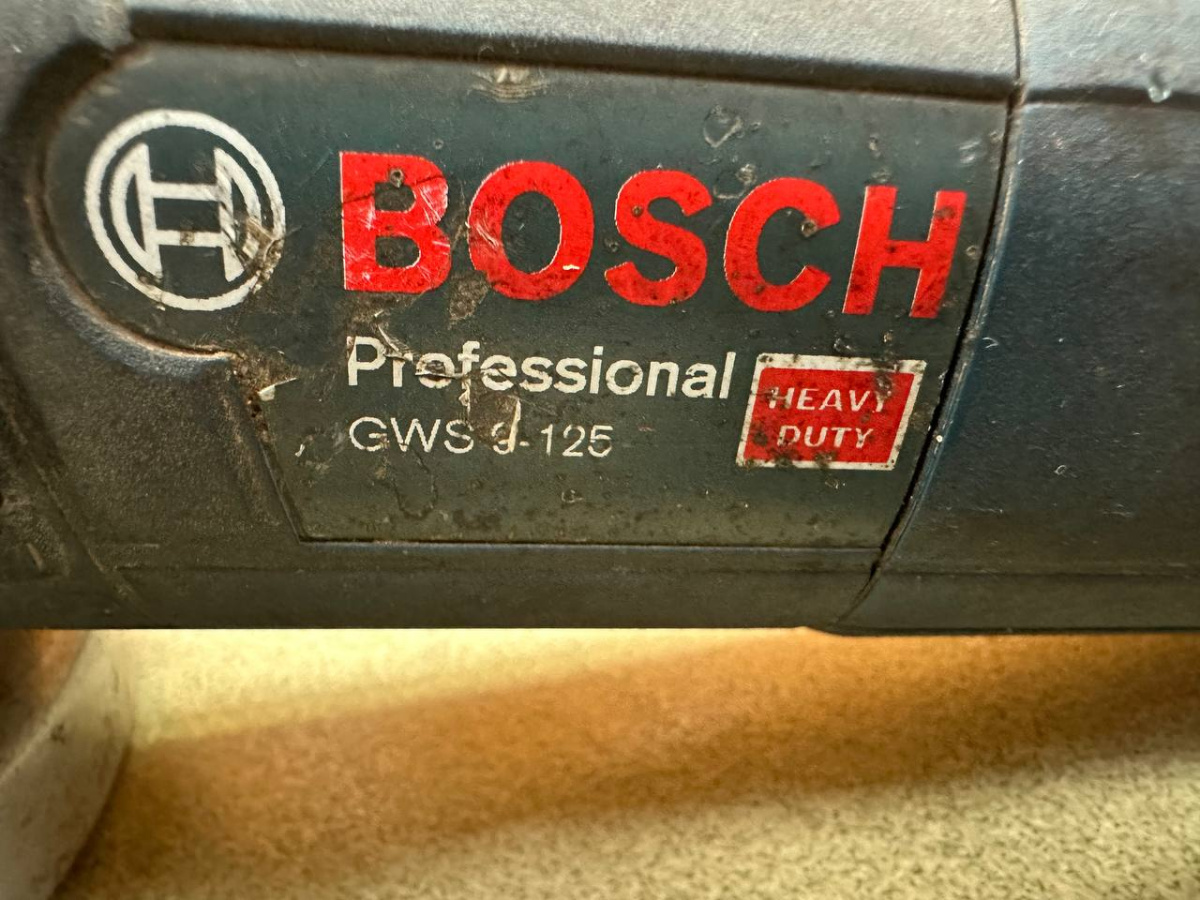 BOSCH
Professional
GWS 9-125
HEAVY
DUTY